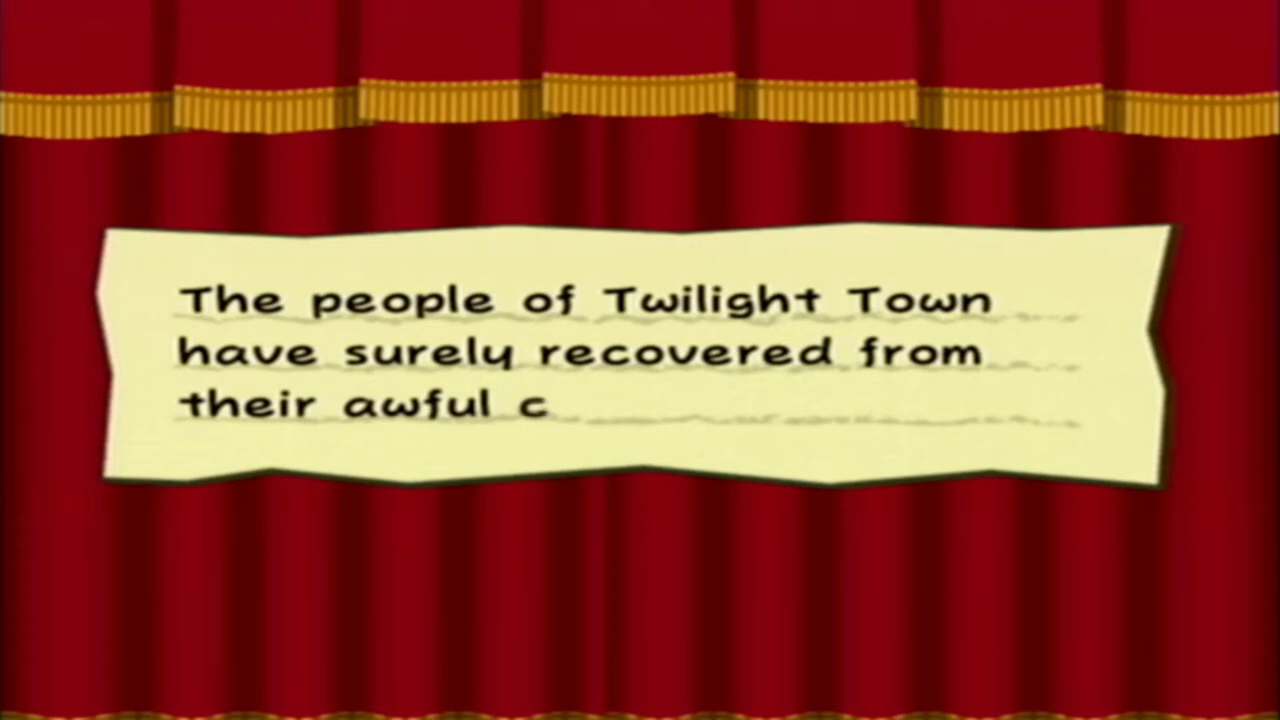 The people of Twilight Town
have surely recovered from
their awful c